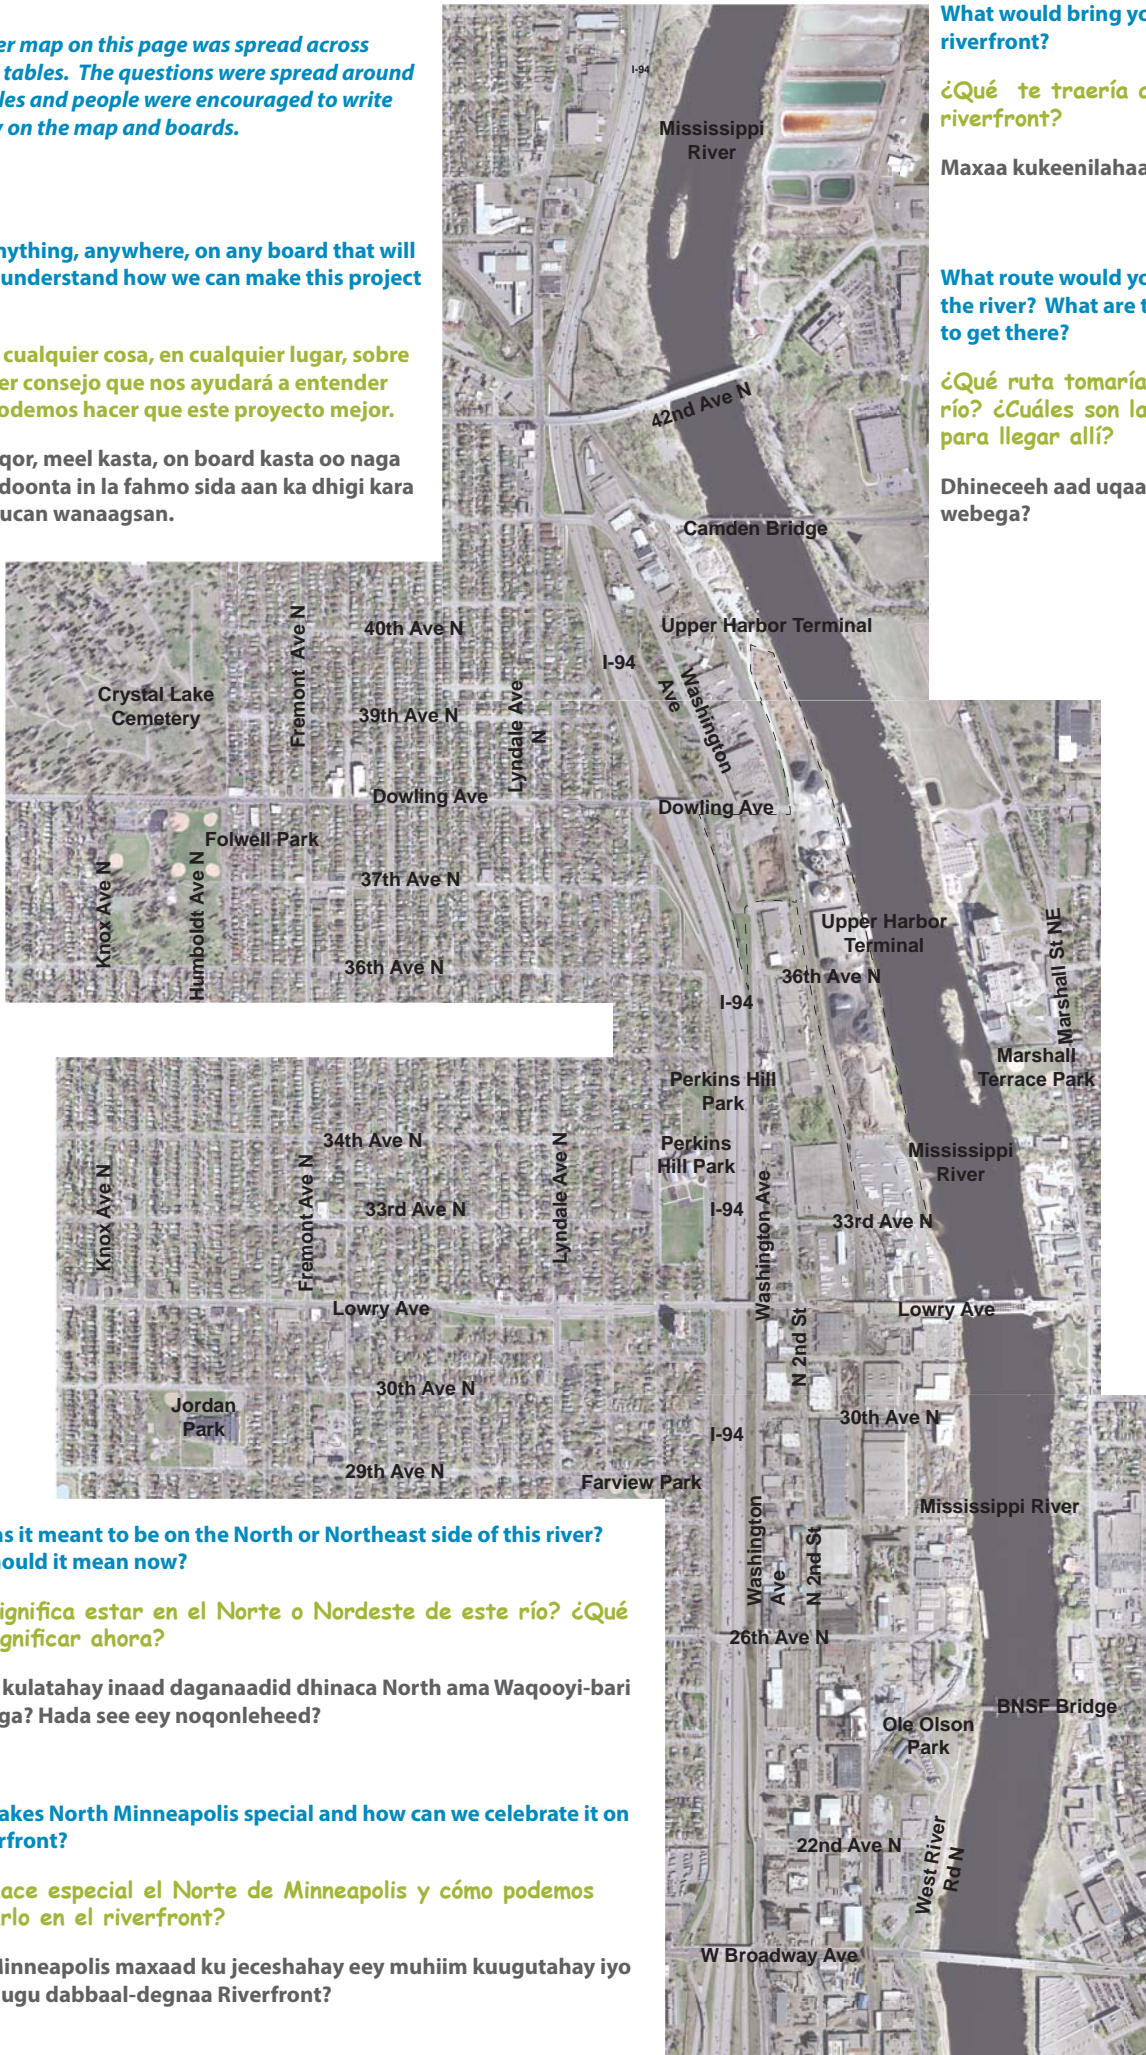 er map on this page was spread across
tables. The questions were spread around
les and people were encouraged to write
y on the map and boards.
nything, anywhere, on any board that will
understand how we can make this project
cualquier cosa, en cualquier lugar, sobre
er consejo que nos ayudará a entender
odemos hacer que este proyecto mejor.
qor, meel kasta, on board kasta oo naga
doonta in la fahmo sida aan ka dhigi kara
ucan wanaagsan.
What would bring yo
riverfront?
¿Qué te traería a
riverfront?
Maxaa kukeenilahaa
What route would yo
the river? What are t
to get there?
¿Qué ruta tomaría
río? ¿Cuáles son la
para llegar allí?
Dhineceeh aad uqaa
webega?
I-94
Mississippi
River
42nd Ave N
Camden Bridge
Upper Harbor Terminal
40th Ave N
Fremont Ave N
I-94
Washington
Ave
Crystal Lake
Cemetery
39th Ave N
Lyndale Ave
N
Dowling Ave
Dowling Ave
Folwell Park
Knox Ave N
Humboldt Ave N
37th Ave N
36th Ave N
Upper Harbor
Terminal
36th Ave N
I-94
Marshall St NE
Marshall
Terrace Park
Perkins Hill
Park
Perkins
Hill Park
34th Ave N
Mississippi
River
Knox Ave N
Fremont Ave N
Lyndale Ave N
33rd Ave N
I-94
Washington Ave
33rd Ave N
Lowry Ave
Lowry Ave
N 2nd St
30th Ave N
Jordan
Park
30th Ave N
I-94
29th Ave N
Farview Park
Mississippi River
Washington
Ave
N 2nd St
26th Ave N
BNSF Bridge
Ole Olson
Park
22nd Ave N
West River
Rd N
W Broadway Ave
as it meant to be on the North or Northeast side of this river?
hould it mean now?
ignifica estar en el Norte o Nordeste de este río? ¿Qué
gnificar ahora?
kulatahay inaad daganaadid dhinaca North ama Waqooyi-bari
ga? Hada see eey noqonleheed?
akes North Minneapolis special and how can we celebrate it on
rfront?
ace especial el Norte de Minneapolis y cómo podemos
rlo en el riverfront?
Minneapolis maxaad ku jeceshahay eey muhiim kuugutahay iyo
ugu dabbaal-degnaa Riverfront?